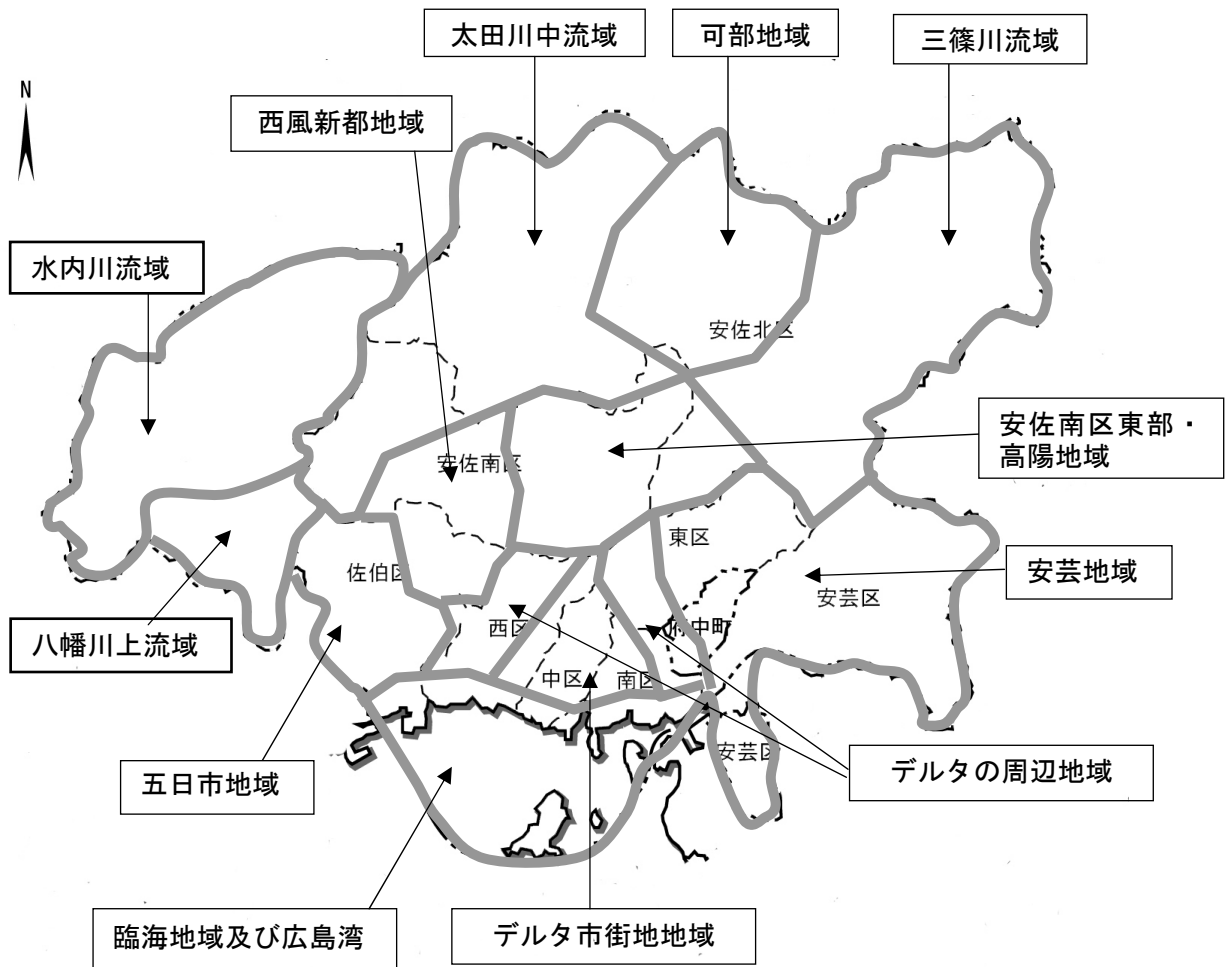 太田川中流域
可部地域
三篠川流域
N
西風新都地域
水内川流域
安佐北区
安佐南区東部・
高陽地域
安佐南区
東区
安芸地域
佐伯区
安芸区
八幡川上流域
西区
府中町
中区
南区
安芸区
五日市地域
デルタの周辺地域
臨海地域及び広島湾
デルタ市街地地域